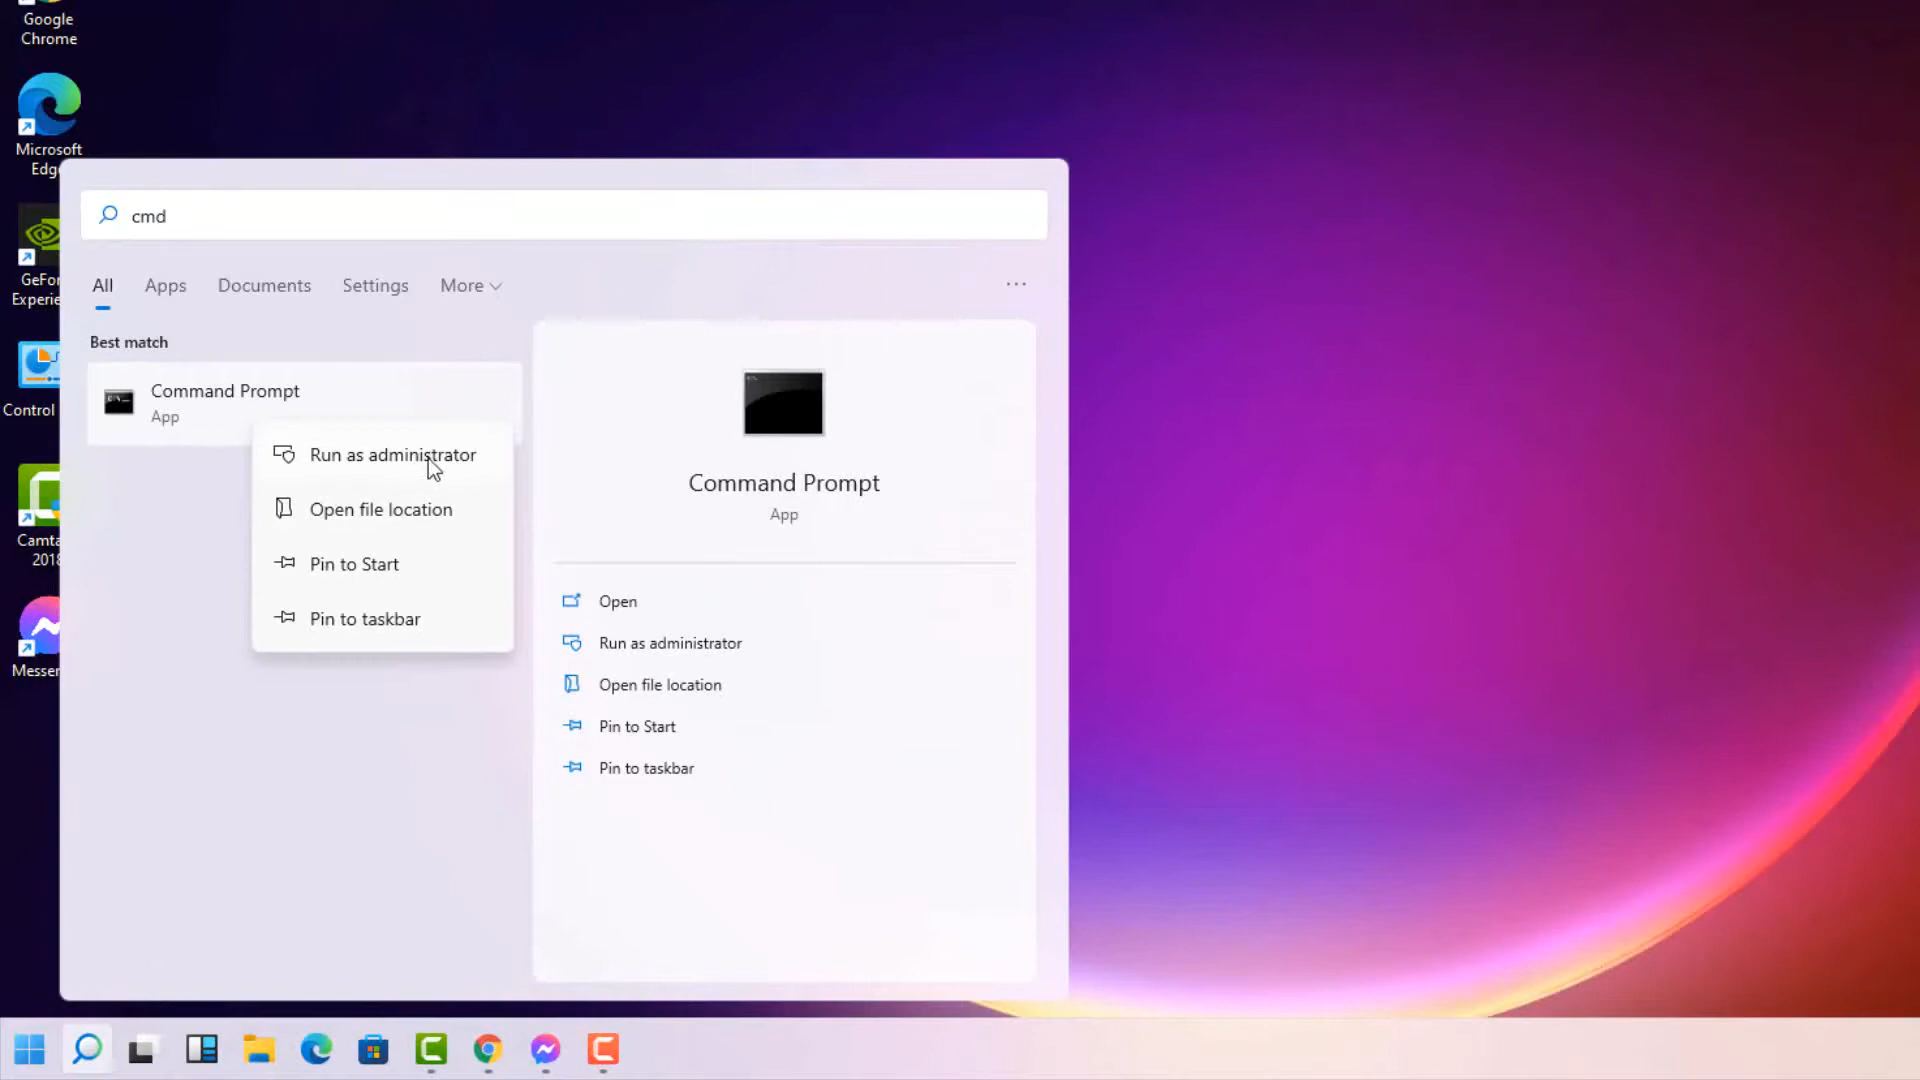 Google
Chrome
Microsoft
Edge
GeFor
Experie
Control
Camta
2018
Messen
cmd
All Apps Documents Settings More
Best match
Command Prompt
App
Run as administrator
Open file location
Pin to Start
Pin to taskbar
Command Prompt
App
Open
Run as administrator
Open file location
Pin to Start
Pin to taskbar